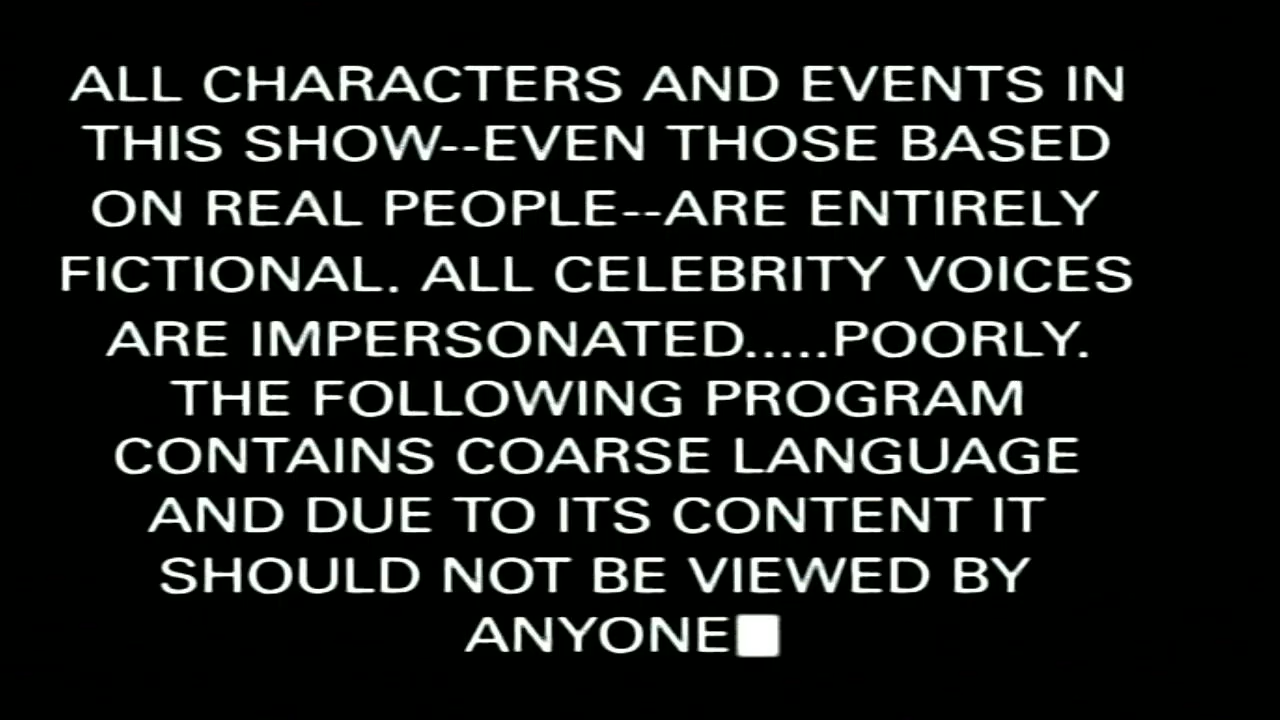 ALL CHARACTERS AND EVENTS IN
THIS SHOW--EVEN THOSE BASED
ON REAL PEOPLE--ARE ENTIRELY
FICTIONAL. ALL CELEBRITY VOICES
ARE IMPERSONATED.....POORLY.
THE FOLLOWING PROGRAM
CONTAINS COARSE LANGUAGE
AND DUE TO ITS CONTENT IT
SHOULD NOT BE VIEWED BY
ANYONE